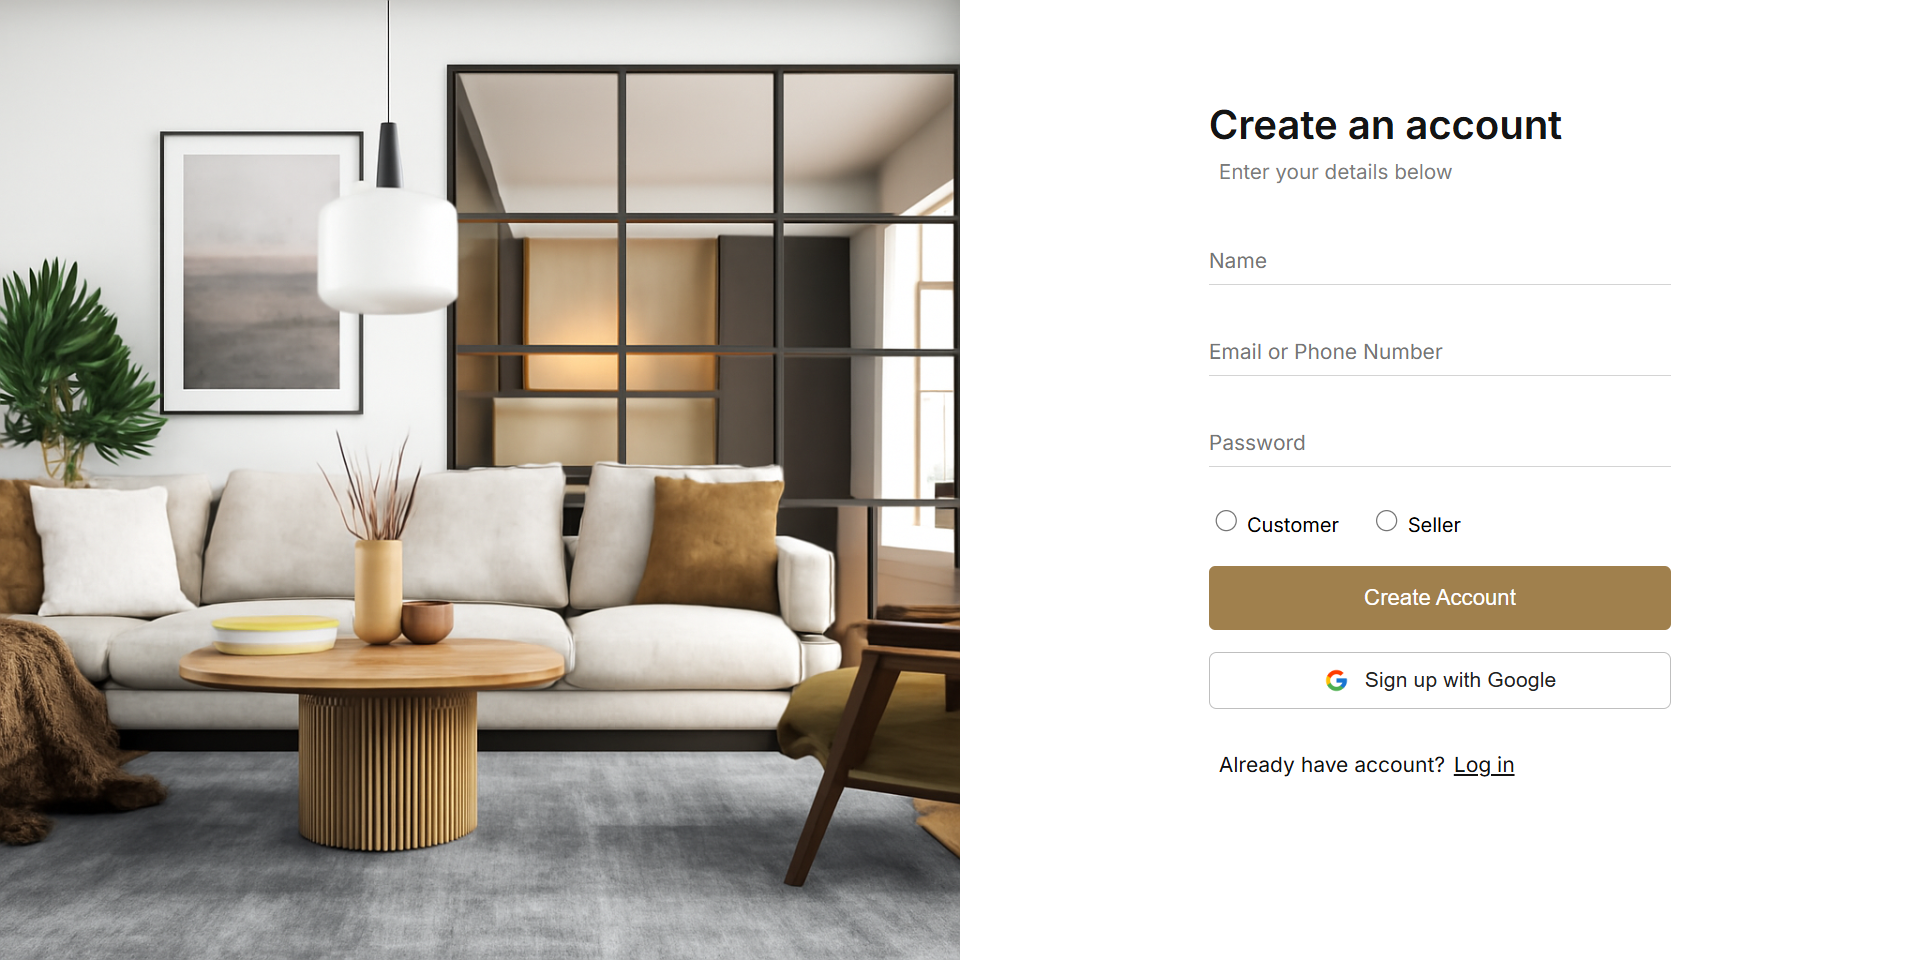 Create an account
Enter your details below
Name
Email or Phone Number
Password
Customer Seller
Create Account
Sign up with Google
Already have account? Log in